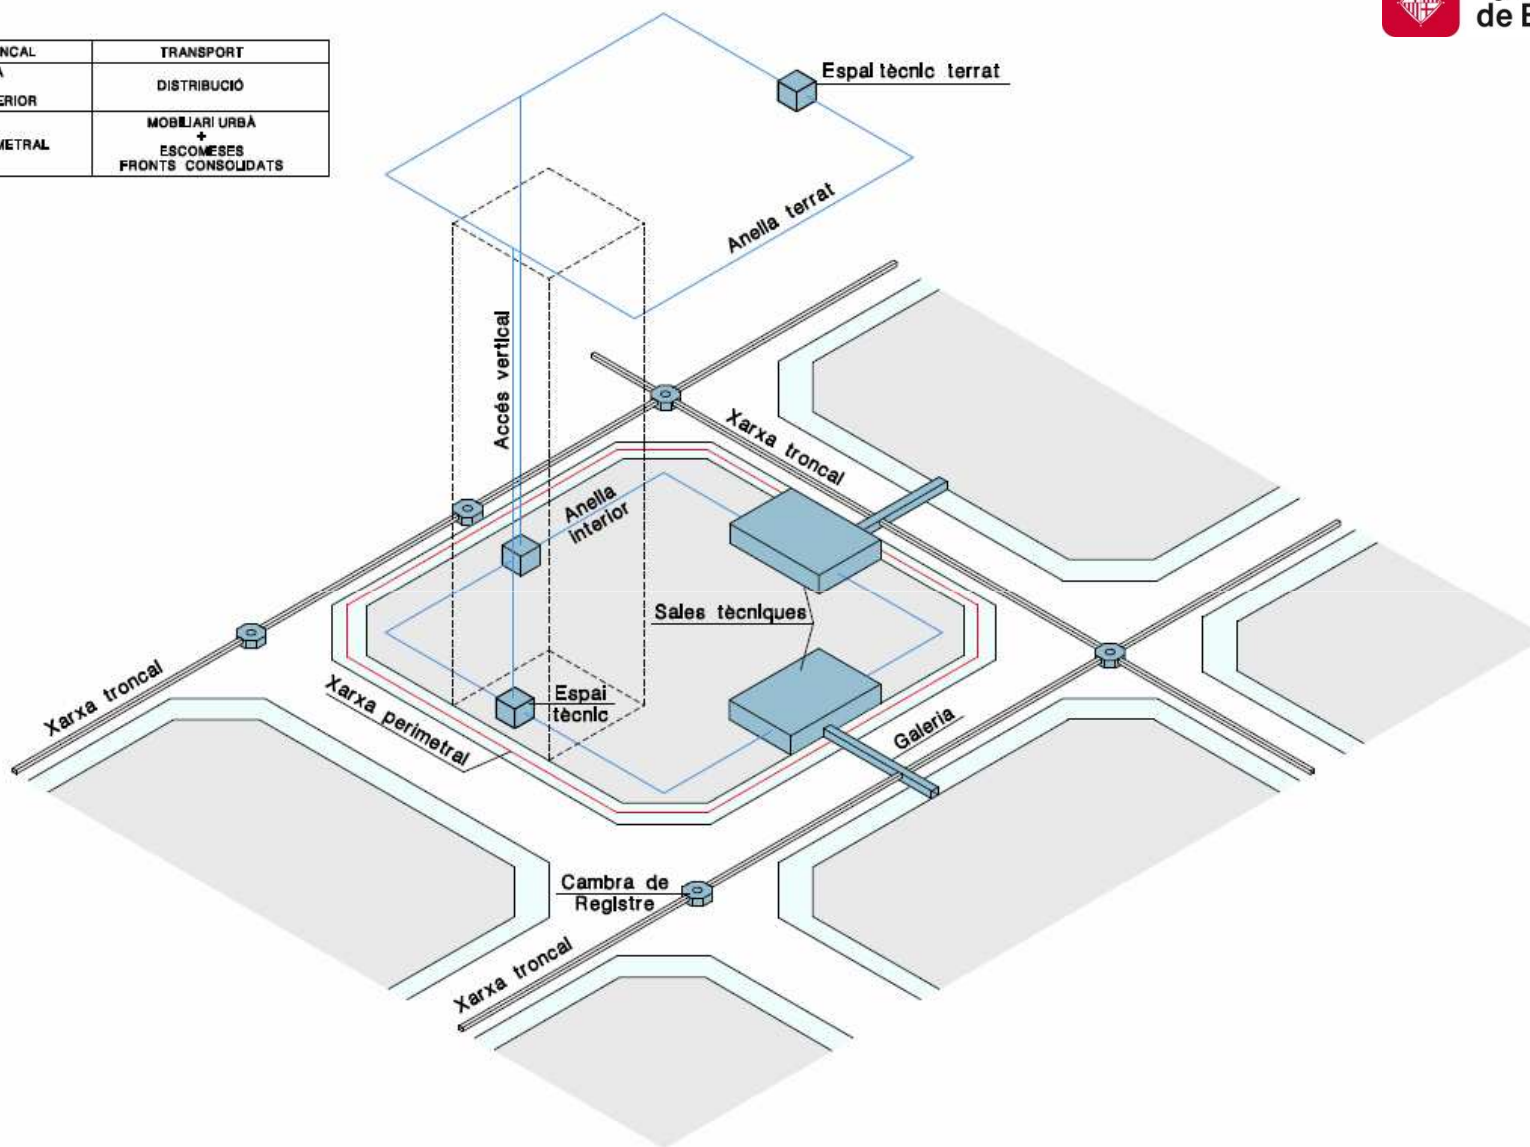 de
NCAL
TRANSPORT
DISTRIBUCIÓ
ERIOR
METRAL
MOBILIARI URBÀ
+
ESCOMESES
FRONTS CONSOLIDATS
Espai tècnic terrat
Anella terrat
Accés vertical
Xarxa troncal
Anella
interior
Sales tècniques
Xarxa troncal
Xarxa perimetral
Espai
tècnic
Galeria
Cambra de
Registre
Xarxa troncal